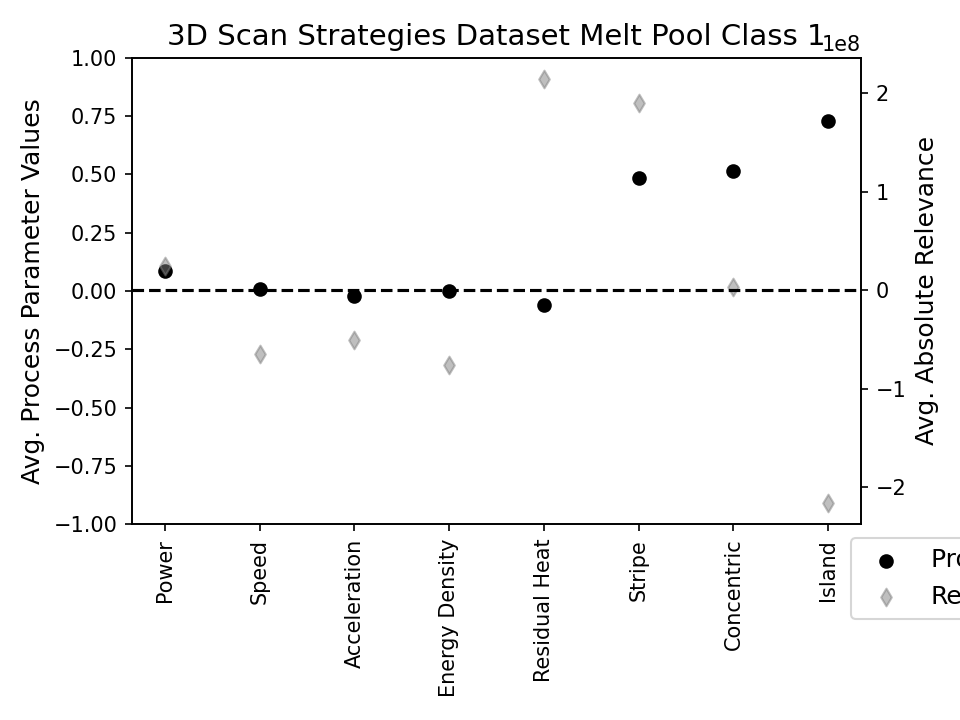 3D Scan Strategies Dataset Melt Pool Class 1
1e8
Avg. Process Parameter Values
1.00
0.75
0.50
0.25
0.00
−0.25
−0.50
−0.75
−1.00
2
1
0
−1
−2
Avg. Absolute Relevance
Power
Speed
Acceleration
Energy Density
Residual Heat
Stripe
Concentric
Island